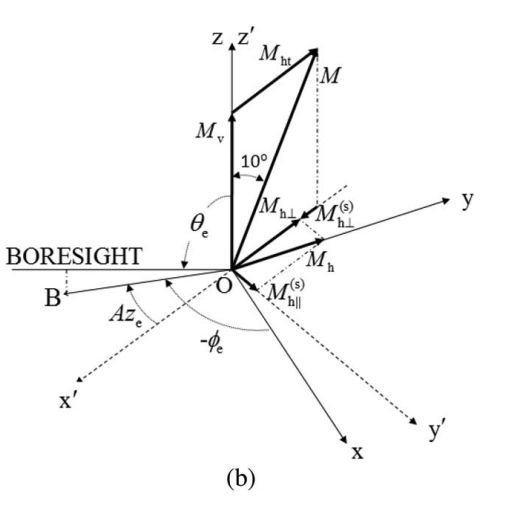 z z′
M_ht
M
M_v
10°
M_h⊥
M_h⊥^(s)
y
θ_e
BORESIGHT
M_h
O
B
M_h∥^(s)
Az_e
-ϕ_e
x′
y′
x
(b)